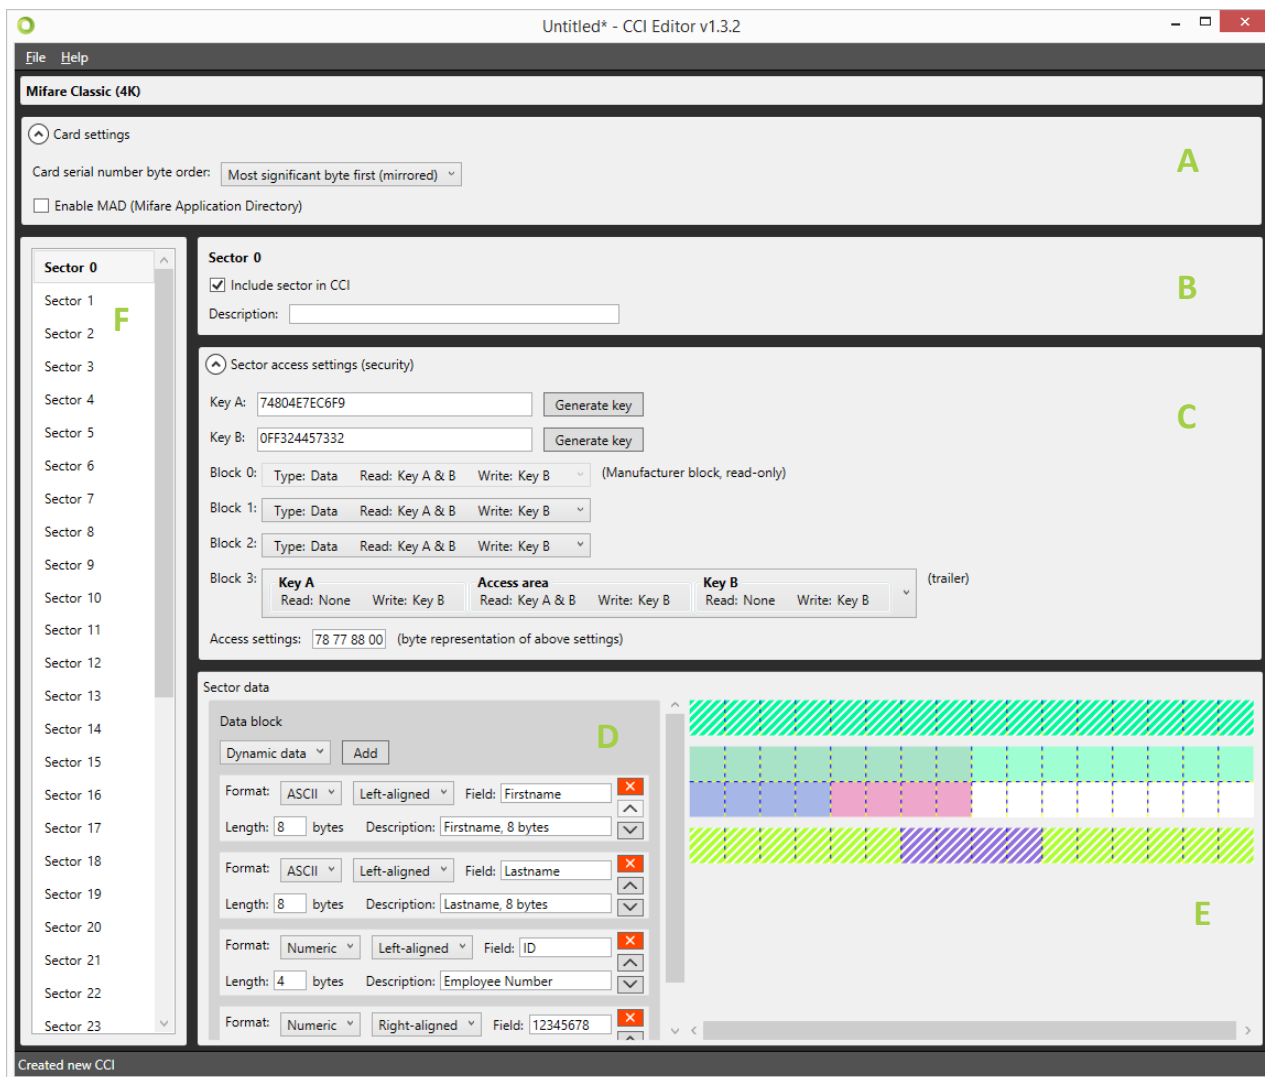 Untitled* - CCI Editor v1.3.2
File Help
Mifare Classic (4K)
Card settings
A
Card serial number byte order: Most significant byte first (mirrored)
Enable MAD (Mifare Application Directory)
Sector 0
Sector 1
Sector 2
Sector 3
Sector 4
Sector 5
Sector 6
Sector 7
Sector 8
Sector 9
Sector 10
Sector 11
Sector 12
Sector 13
Sector 14
Sector 15
Sector 16
Sector 17
Sector 18
Sector 19
Sector 20
Sector 21
Sector 22
Sector 23
F
Sector 0
Include sector in CCI
Description:
B
Sector access settings (security)
Key A: 74804E7EC6F9 Generate key
C
Key B: 0FF324457332 Generate key
Block 0: Type: Data Read: Key A & B Write: Key B (Manufacturer block, read-only)
Block 1: Type: Data Read: Key A & B Write: Key B
Block 2: Type: Data Read: Key A & B Write: Key B
Block 3: Key A Access area Key B (trailer)
Read: None Write: Key B Read: Key A & B Write: Key B Read: None Write: Key B
Access settings: 78 77 88 00 (byte representation of above settings)
Sector data
Data block
D
Dynamic data Add
Format: ASCII Left-aligned Field: Firstname
Length: 8 bytes Description: Firstname, 8 bytes
Format: ASCII Left-aligned Field: Lastname
Length: 8 bytes Description: Lastname, 8 bytes
Format: Numeric Left-aligned Field: ID
Length: 4 bytes Description: Employee Number
Format: Numeric Right-aligned Field: 12345678
E
Created new CCI